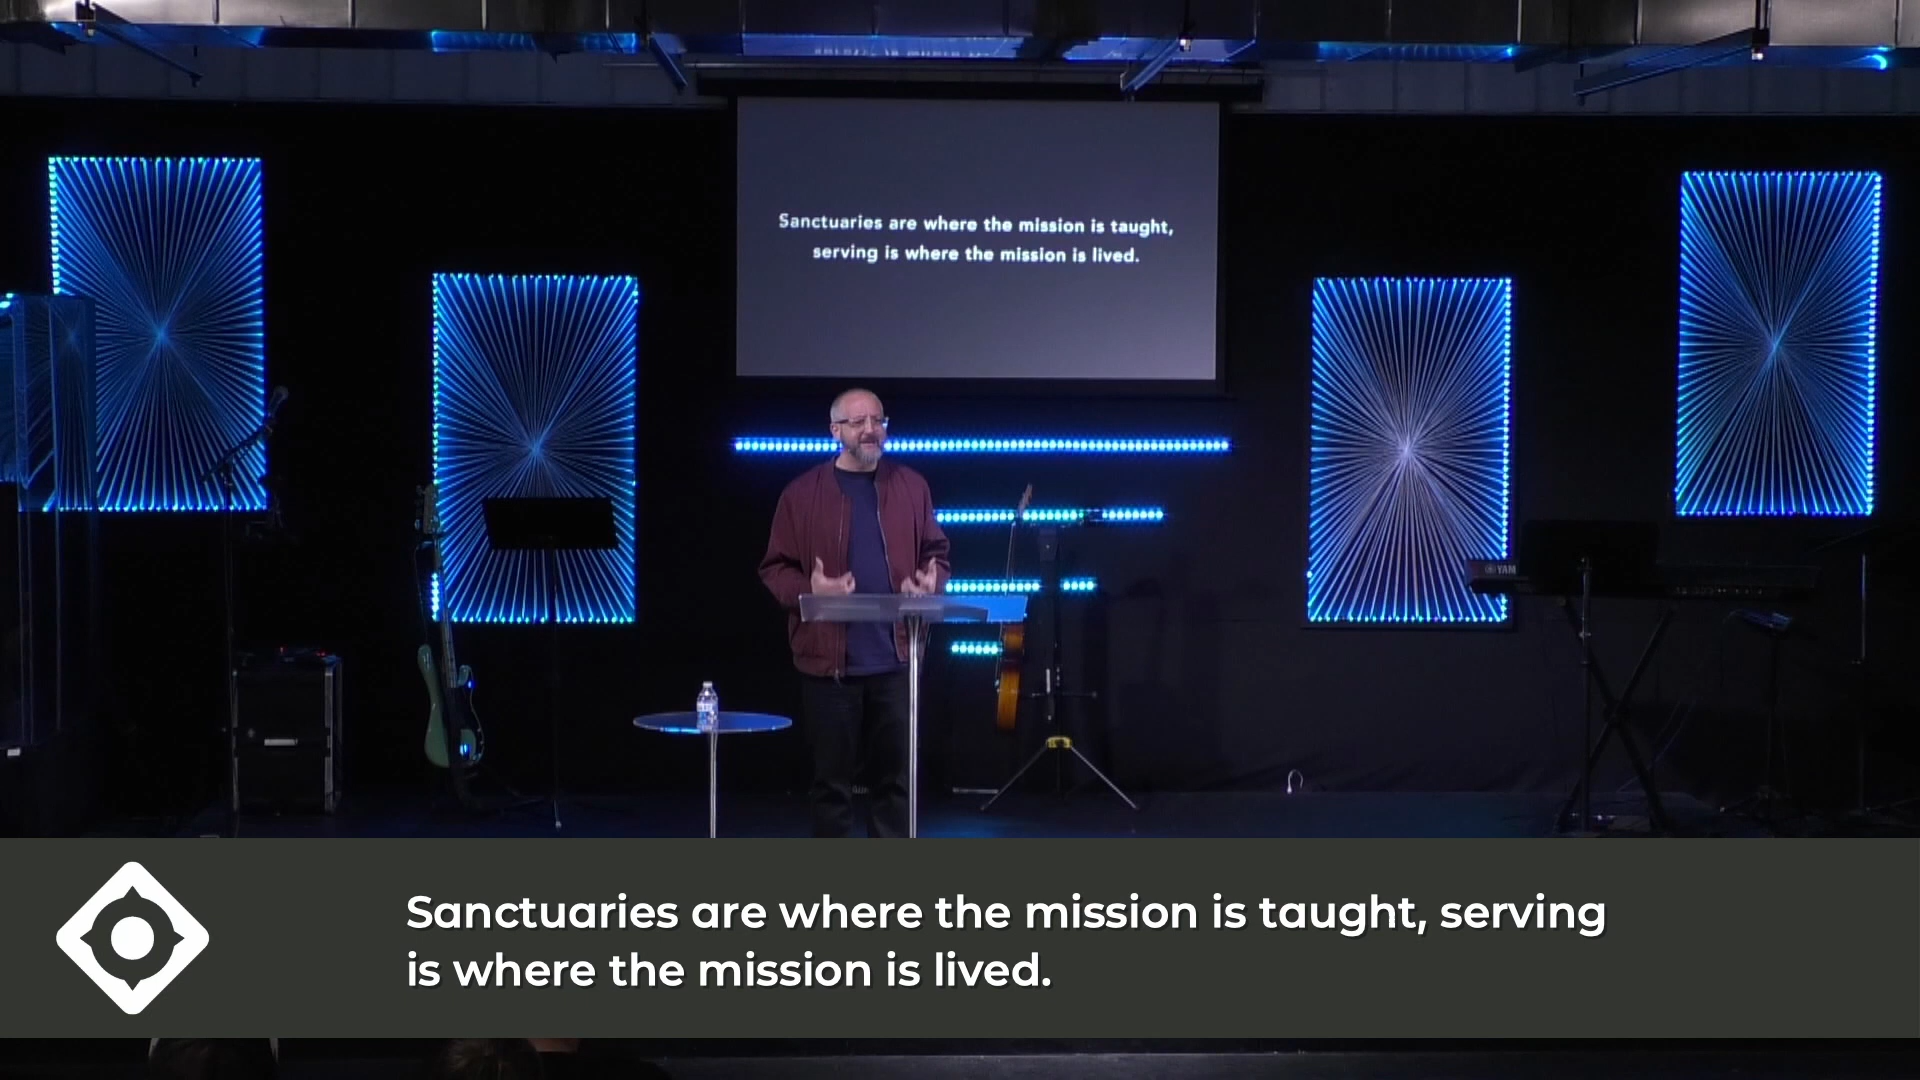 Sanctuaries are where the mission is taught,
serving is where the mission is lived.
YAM
Sanctuaries are where the mission is taught, serving
is where the mission is lived.